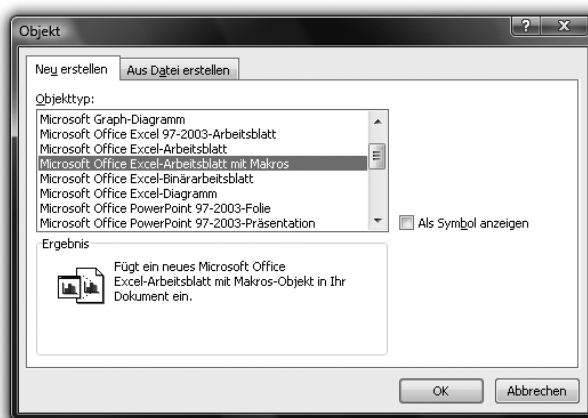 Objekt
Neu erstellen
Aus Datei erstellen
Objekttyp:
Microsoft Graph-Diagramm
Microsoft Office Excel 97-2003-Arbeitsblatt
Microsoft Office Excel-Arbeitsblatt
Microsoft Office Excel-Arbeitsblatt mit Makros
Microsoft Office Excel-Binärarbeitsblatt
Microsoft Office Excel-Diagramm
Microsoft Office PowerPoint 97-2003-Folie
Microsoft Office PowerPoint 97-2003-Präsentation
Als Symbol anzeigen
Ergebnis
Fügt ein neues Microsoft Office
Excel-Arbeitsblatt mit Makros-Objekt in Ihr
Dokument ein.
OK
Abbrechen